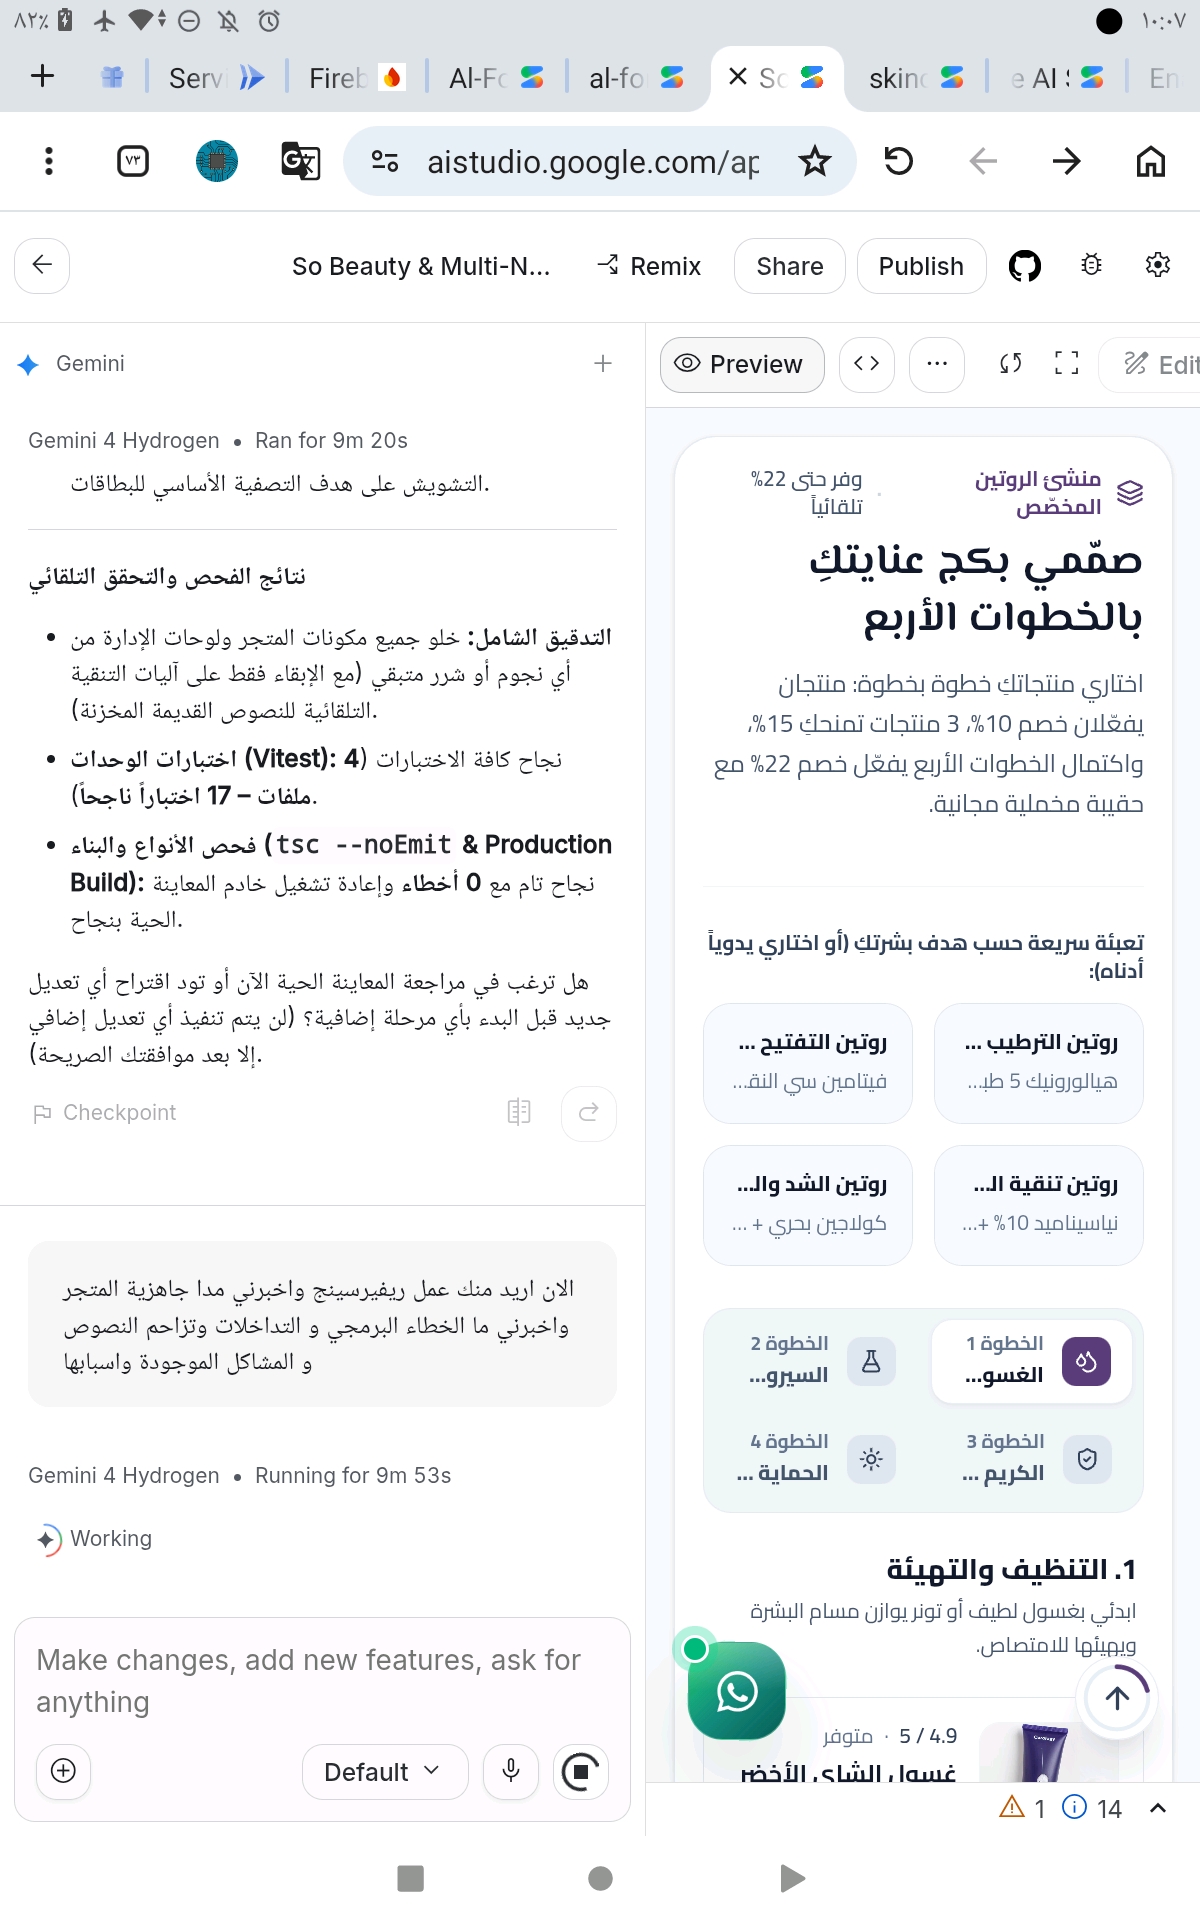 ٨٢٪
١٠:٠٧
Servi
Fireb
Al-Fo
al-fo
So
skinc
e AI S
En
٧٣
aistudio.google.com/ap
So Beauty & Multi-N...
Remix
Share
Publish
Gemini
Preview
Edit
Gemini 4 Hydrogen • Ran for 9m 20s
التشويش على هدف التصفية الأساسي للبطاقات.
نتائج الفحص والتحقق التلقائي
التدقيق الشامل: خلو جميع مكونات المتجر ولوحات الإدارة من
أي نجوم أو شرر متبقي (مع الإبقاء فقط على آليات التنقية
التلقائية للنصوص القديمة المخزنة).
اختبارات الوحدات (Vitest): نجاح كافة الاختبارات (4
ملفات – 17 اختباراً ناجحاً).
فحص الأنواع والبناء (tsc --noEmit & Production
Build): نجاح تام مع 0 أخطاء وإعادة تشغيل خادم المعاينة
الحية بنجاح.
هل ترغب في مراجعة المعاينة الحية الآن أو تود اقتراح أي تعديل
جديد قبل البدء بأي مرحلة إضافية؟ (لن يتم تنفيذ أي تعديل إضافي
إلا بعد موافقتك الصريحة).
Checkpoint
الان اريد منك عمل ريفيرسينج واخبرني مدا جاهزية المتجر
واخبرني ما الخطاء البرمجي و التداخلات وتزاحم النصوص
و المشاكل الموجودة واسبابها
Gemini 4 Hydrogen • Running for 9m 53s
Working
Make changes, add new features, ask for
anything
Default
منشئ الروتين
المخصّص
وفر حتى 22%
تلقائياً
صمّمي بكج عنايتكِ
بالخطوات الأربع
اختاري منتجاتكِ خطوة بخطوة: منتجان
يفعّلان خصم 10%، 3 منتجات تمنحكِ 15%،
واكتمال الخطوات الأربع يفعّل خصم 22% مع
حقيبة مخملية مجانية.
تعبئة سريعة حسب هدف بشرتكِ (أو اختاري يدوياً
أدناه):
روتين الترطيب ...
هيالورونيك 5 طبـ...
روتين التفتيح ...
فيتامين سي النقـ...
روتين تنقية الـ...
نياسيناميد 10% +...
روتين الشد والـ...
كولاجين بحري + ...
الخطوة 1
الغسو...
الخطوة 2
السيرو...
الخطوة 3
الكريم ...
الخطوة 4
الحماية ...
1. التنظيف والتهيئة
ابدئي بغسول لطيف أو تونر يوازن مسام البشرة
ويهيئها للامتصاص.
4.9 / 5 · متوفر
غسول الشاي الأخضر
1
14